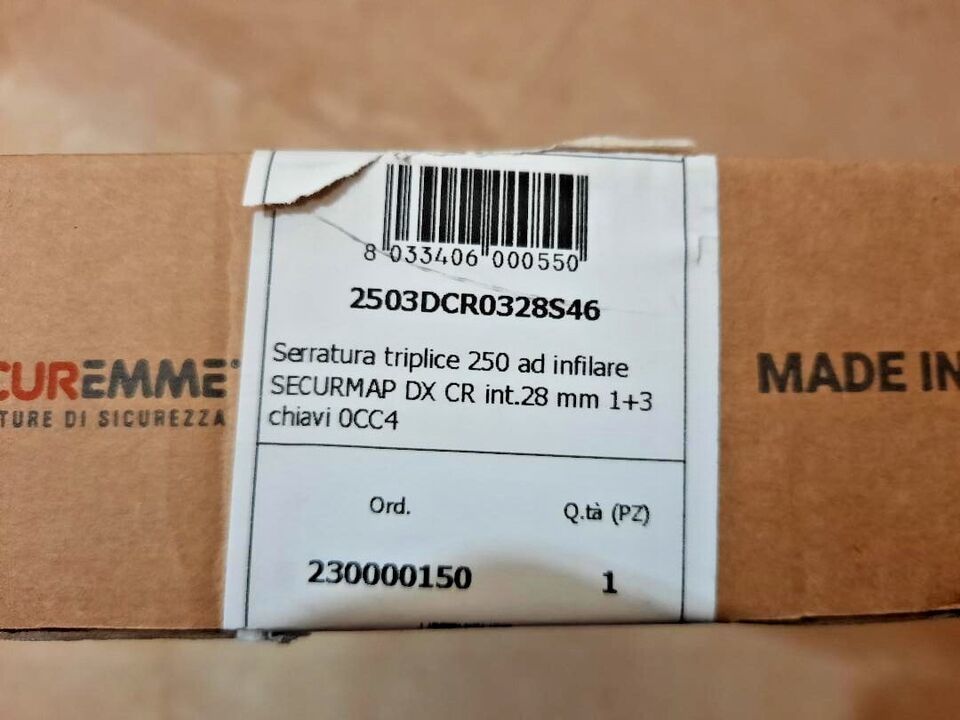 8 033406 000550
2503DCR0328S46
Serratura triplice 250 ad infilare
SECURMAP DX CR int.28 mm 1+3
chiavi 0CC4
Ord.
Q.tà (PZ)
230000150
1
CUREMME®
TURE DI SICUREZZA
MADE IN